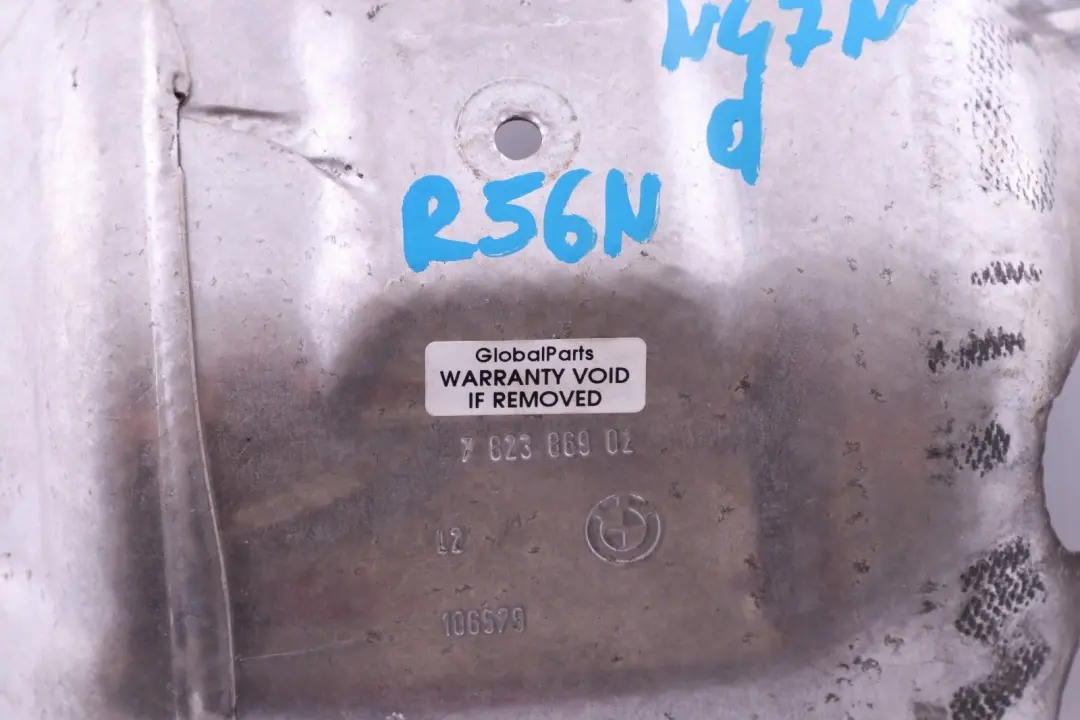 N47N
d
R56N
GlobalParts
WARRANTY VOID
IF REMOVED
7 823 869 02
L2
106579